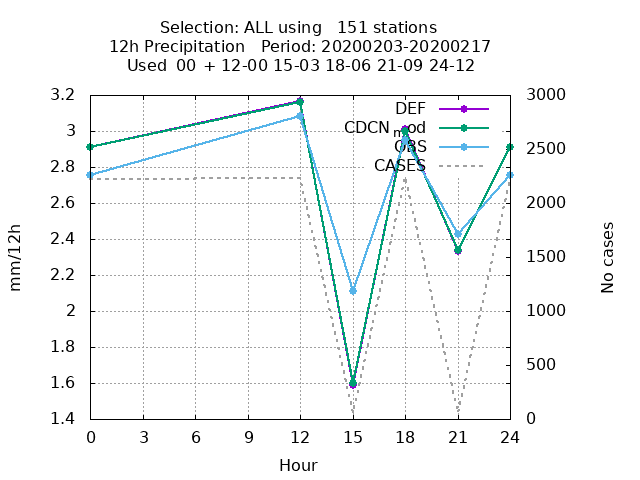 Selection: ALL using   151 stations
12h Precipitation   Period: 20200203-20200217
Used  00 + 12-00 15-03 18-06 21-09 24-12
DEF
CDCN mod
OBS
CASES
3.2
3
2.8
2.6
2.4
2.2
2
1.8
1.6
1.4
mm/12h
3000
2500
2000
1500
1000
500
0
No cases
0 3 6 9 12 15 18 21 24
Hour